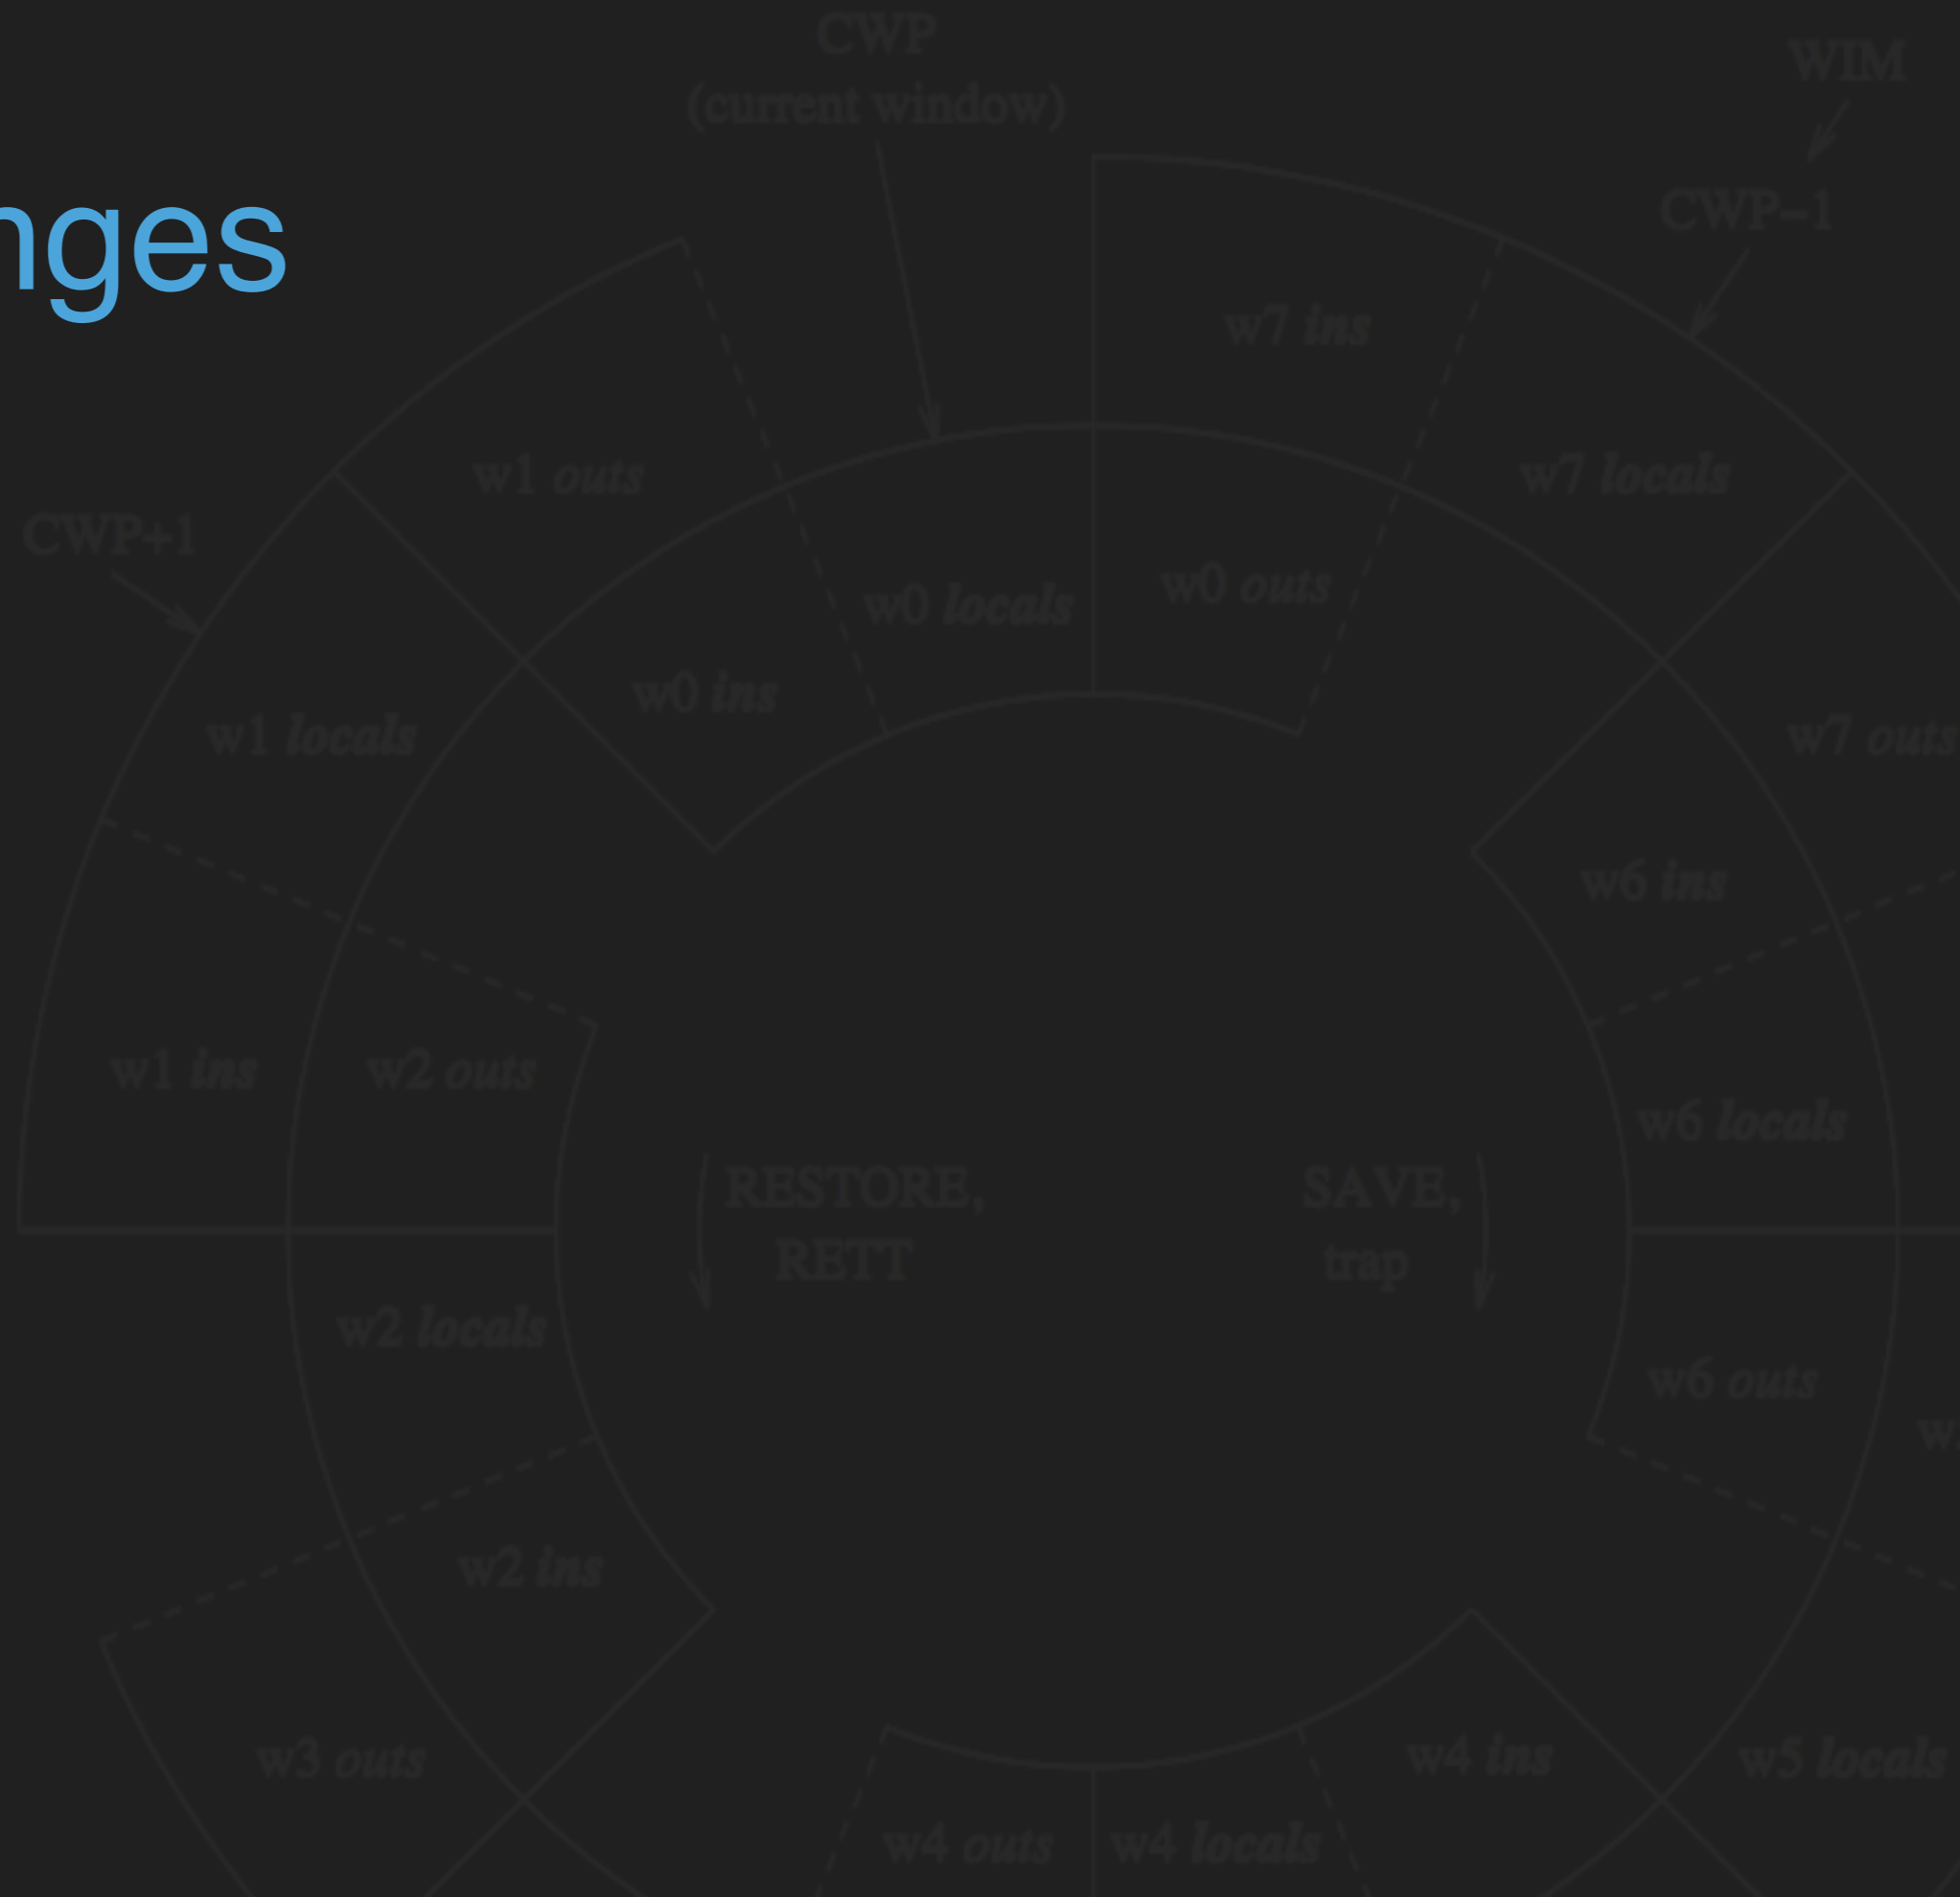 CWP
(current window)
WIM
CWP−1
nges
w7 ins
w1 outs
w7 locals
CWP+1
w0 locals
w0 outs
w0 ins
w1 locals
w7 outs
w6 ins
w1 ins
w2 outs
w6 locals
RESTORE,
RETT
SAVE,
trap
w2 locals
w6 outs
w2 ins
w3 outs
w4 ins
w5 locals
w4 outs
w4 locals